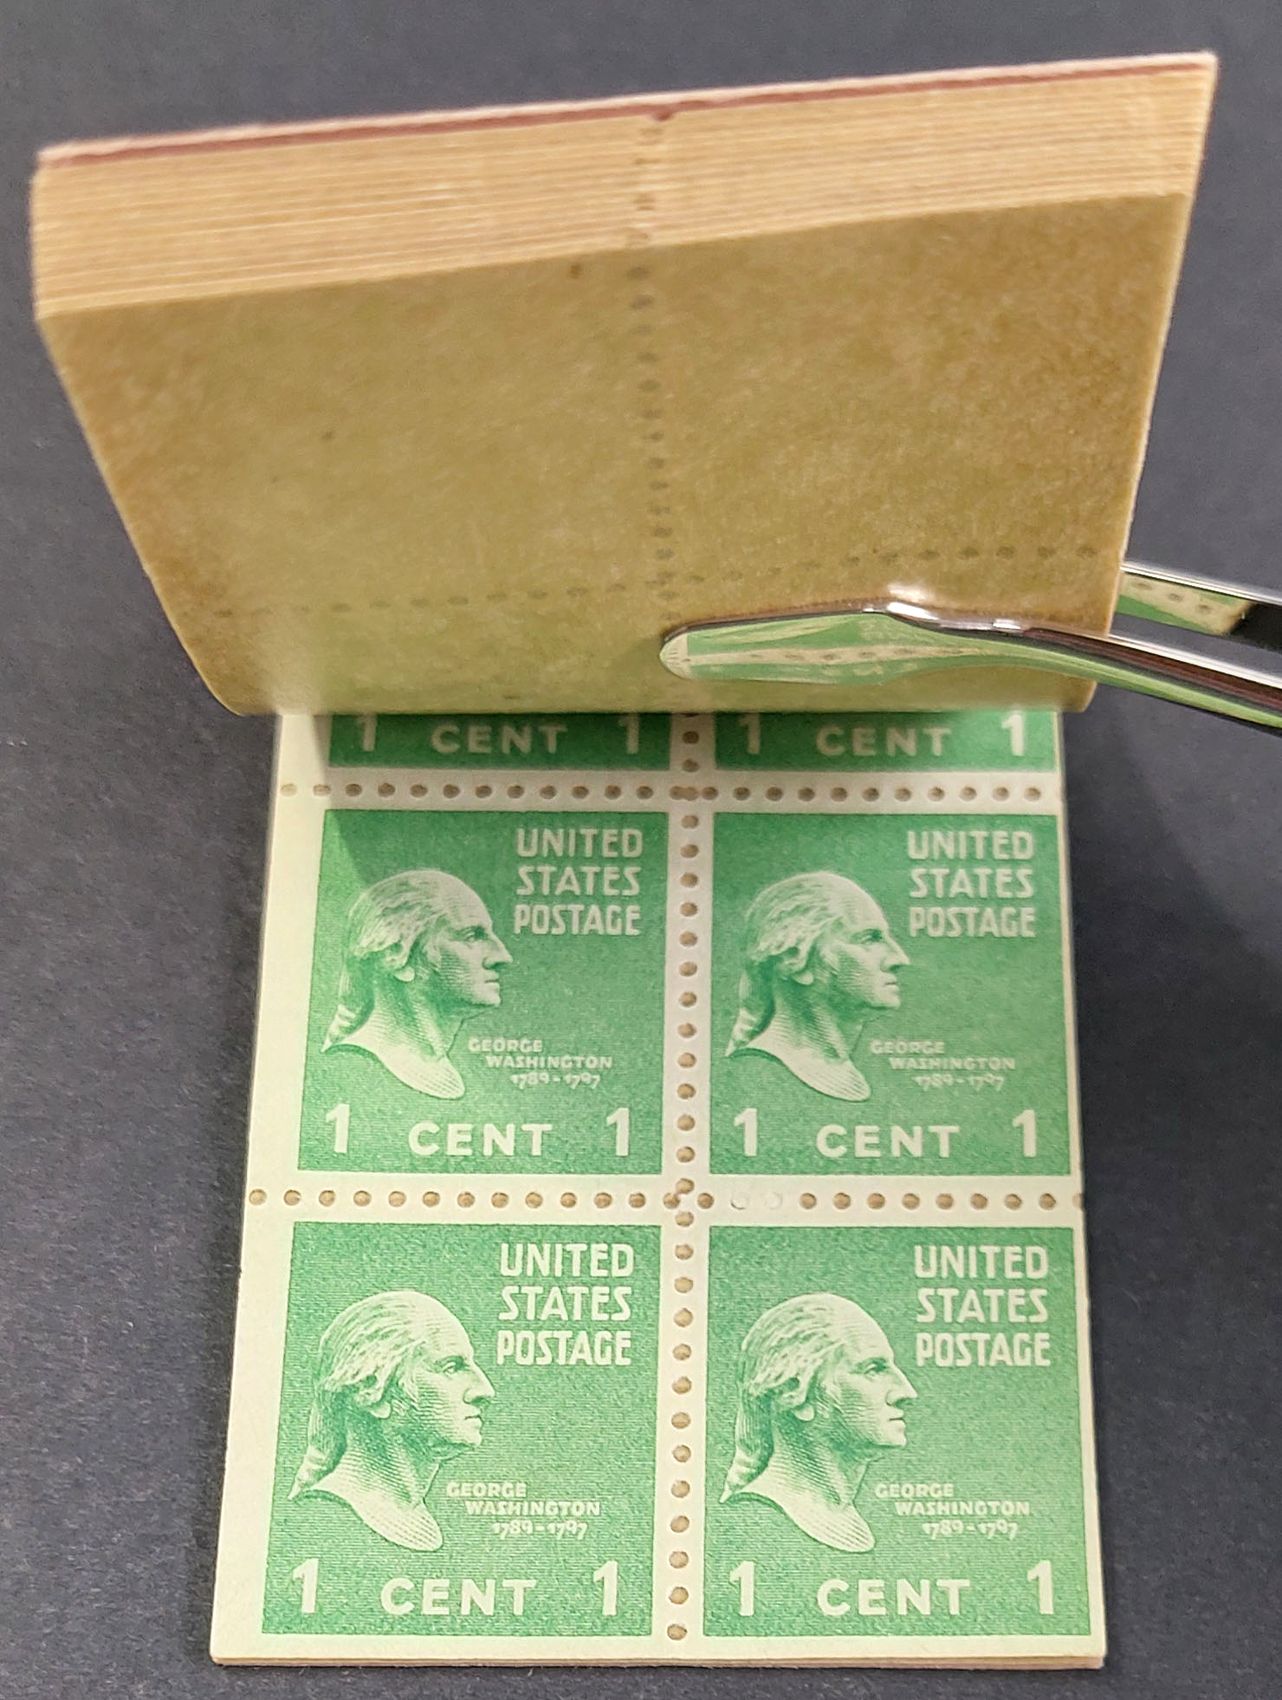 1 CENT 1
1 CENT 1
UNITED
STATES
POSTAGE
GEORGE
WASHINGTON
1789-1797
1 CENT 1
UNITED
STATES
POSTAGE
GEORGE
WASHINGTON
1789-1797
1 CENT 1
UNITED
STATES
POSTAGE
GEORGE
WASHINGTON
1789-1797
1 CENT 1
UNITED
STATES
POSTAGE
GEORGE
WASHINGTON
1789-1797
1 CENT 1